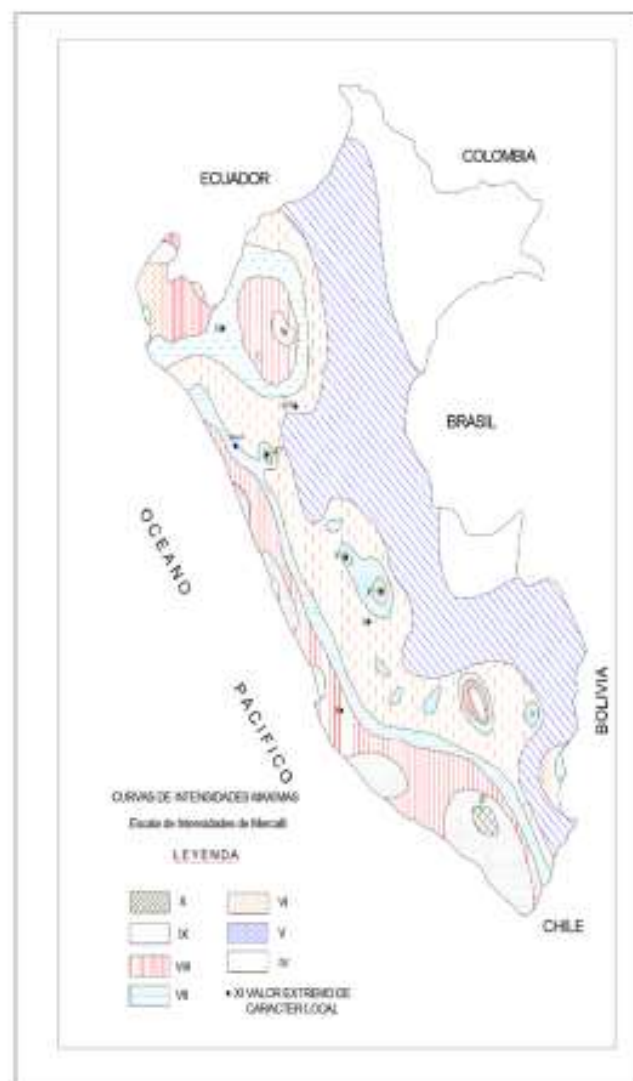 COLOMBIA
ECUADOR
BRASIL
OCEANO
PACIFICO
BOLIVIA
CHILE
CURVAS DE INTENSIDADES MAXIMAS
Escala de Intensidades de Mercalli
LEYENDA
X
IX
VIII
VII
VI
V
IV
XI VALOR EXTREMO DE
CARACTER LOCAL